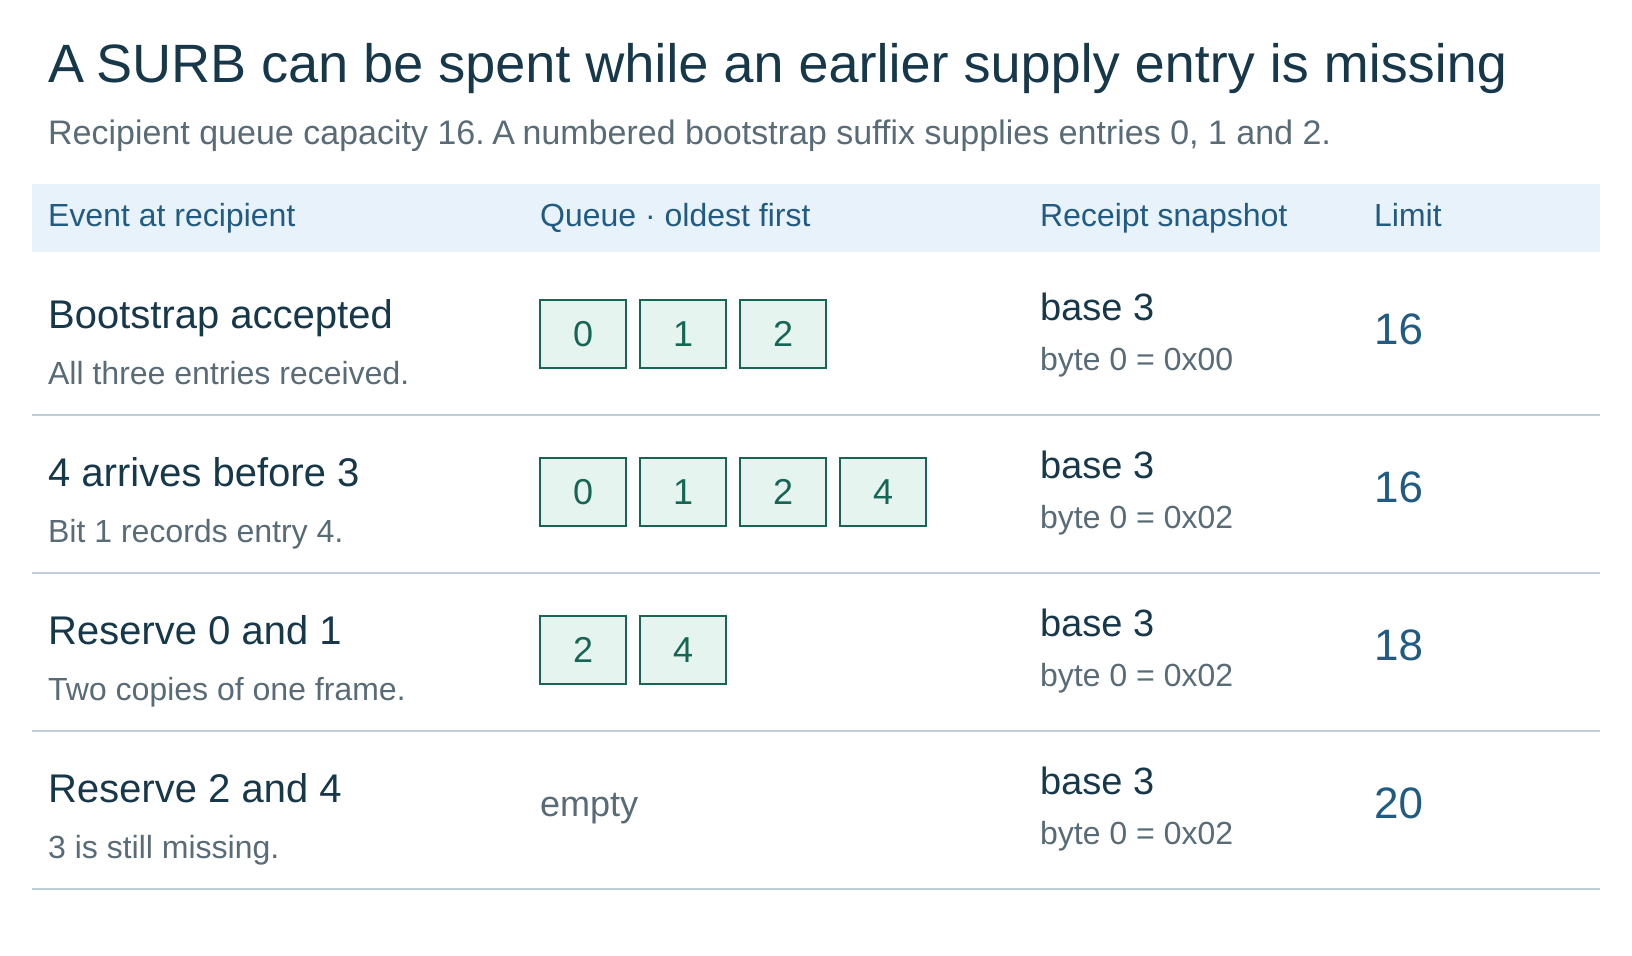 A SURB can be spent while an earlier supply entry is missing
Recipient queue capacity 16. A numbered bootstrap suffix supplies entries 0, 1 and 2.
Event at recipient Queue · oldest first Receipt snapshot Limit
Bootstrap accepted
All three entries received.
0 1 2
base 3
byte 0 = 0x00
16
4 arrives before 3
Bit 1 records entry 4.
0 1 2 4
base 3
byte 0 = 0x02
16
Reserve 0 and 1
Two copies of one frame.
2 4
base 3
byte 0 = 0x02
18
Reserve 2 and 4
3 is still missing.
empty
base 3
byte 0 = 0x02
20